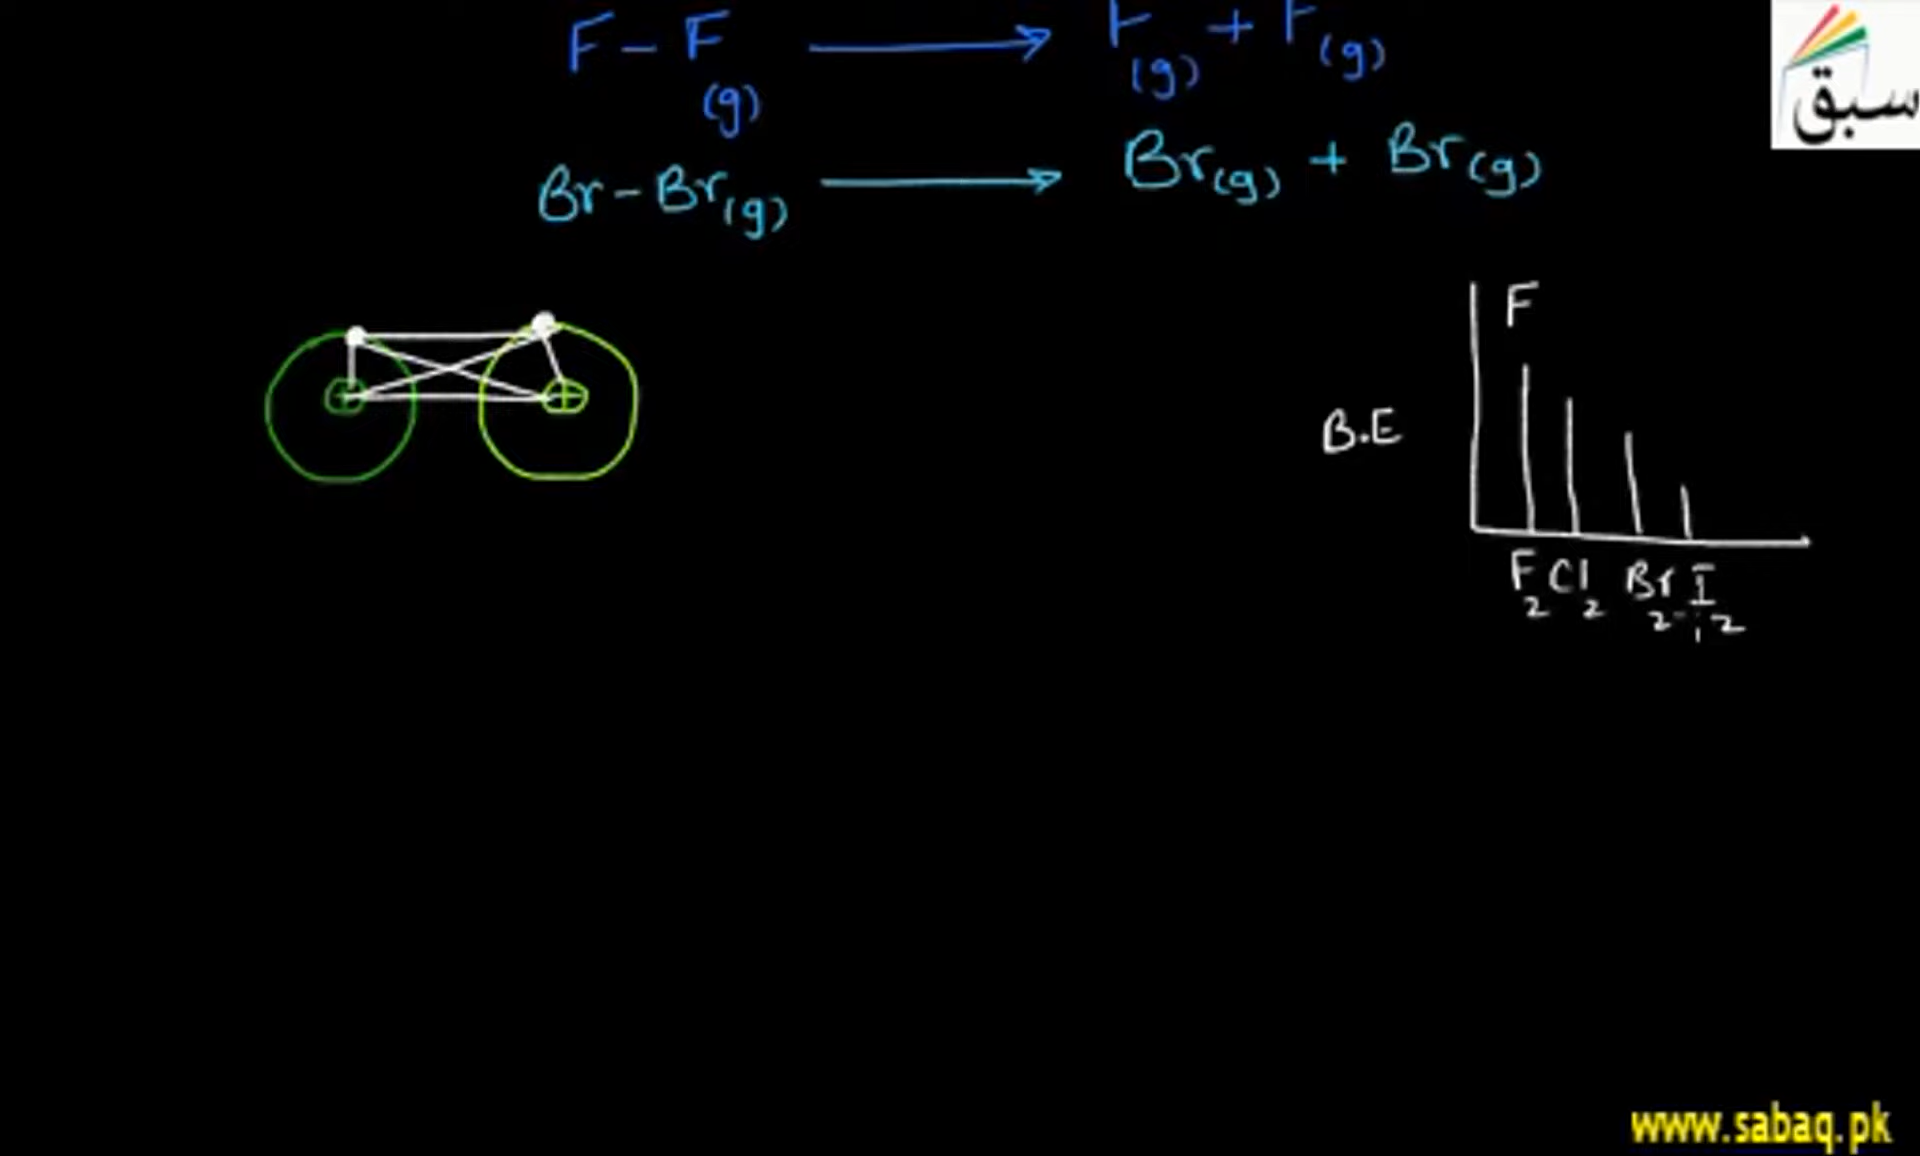 F - F (g) ⟶ F (g) + F (g)
Br - Br (g) ⟶ Br (g) + Br (g)
سبق
F
B.E
F2 Cl2 Br2 I2
www.sabaq.pk